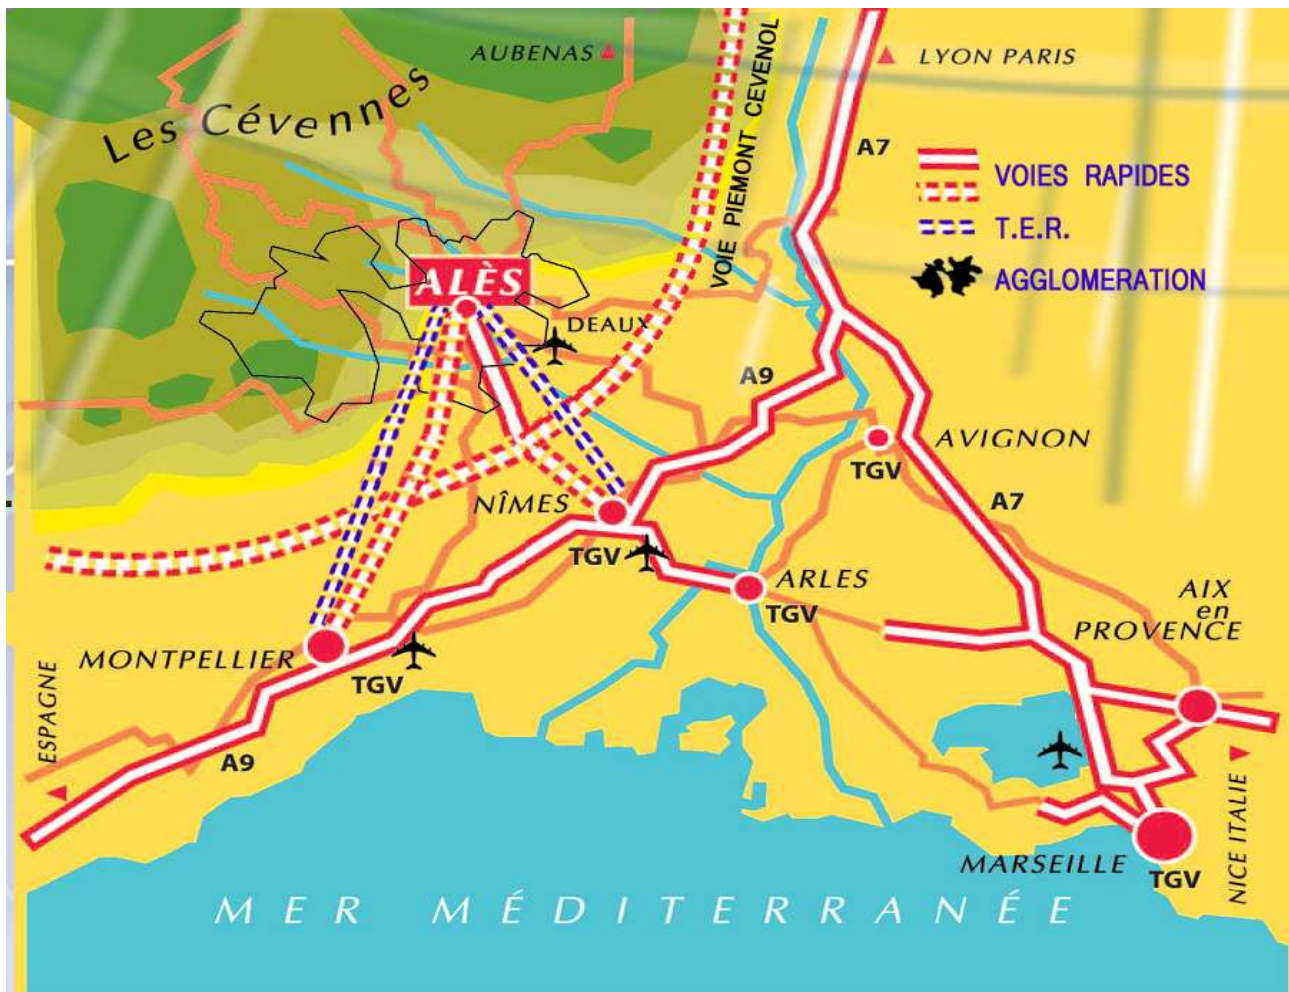 AUBENAS
LYON PARIS
Les Cévennes
VOIE PIEMONT CEVENOL
A7
VOIES RAPIDES
T.E.R.
AGGLOMERATION
ALÈS
DEAUX
A9
AVIGNON
TGV
NÎMES
A7
TGV
ARLES
TGV
AIX
en
PROVENCE
MONTPELLIER
TGV
ESPAGNE
A9
NICE ITALIE
MARSEILLE
TGV
MER MÉDITERRANÉE